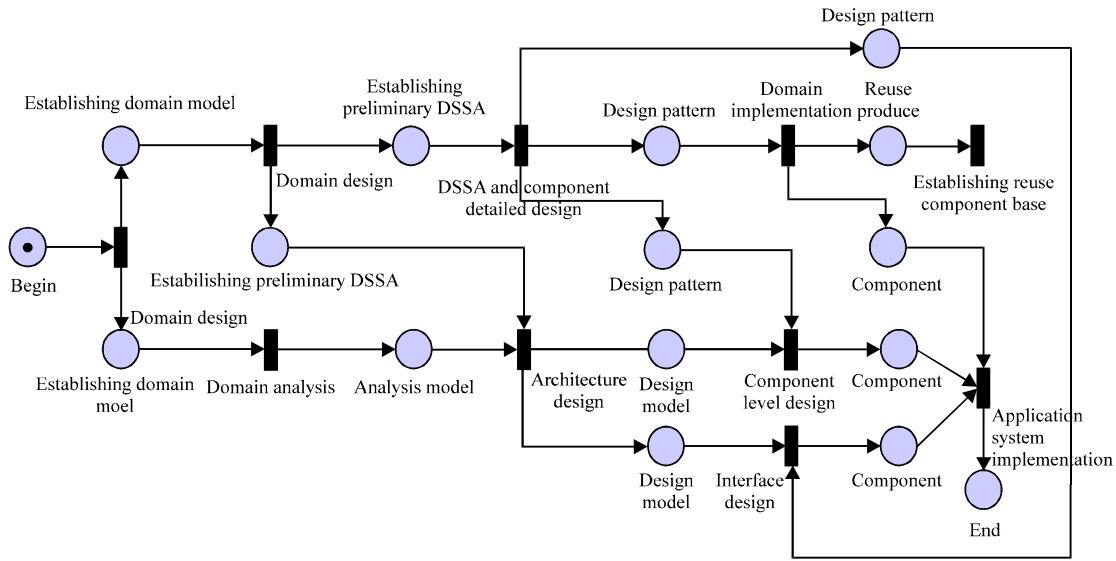 Design pattern
Establishing
preliminary DSSA
Domain
implementation
Reuse
produce
Establishing domain model
Design pattern
Domain design
DSSA and component
detailed design
Establishing reuse
component base
Begin
Estabilishing preliminary DSSA
Design pattern
Component
Domain design
Establishing domain
moel
Domain analysis
Analysis model
Architecture
design
Design
model
Component
level design
Component
Application
system
implementation
Design
model
Interface
design
Component
End